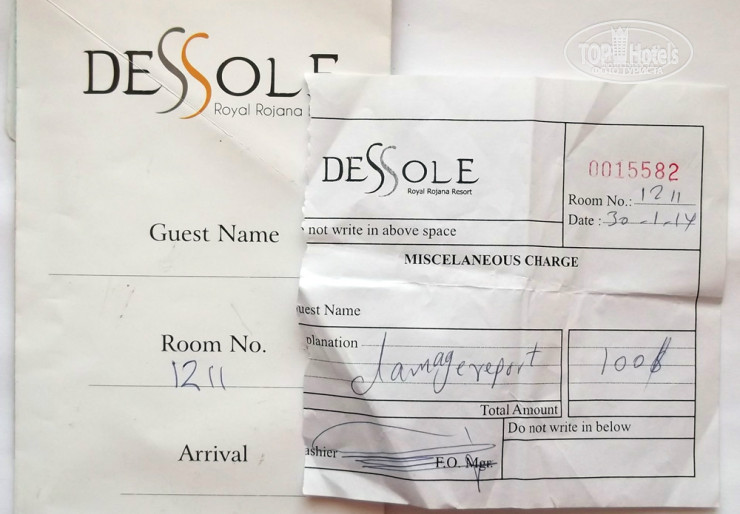 DESSOLE
Royal Rojana
Guest Name
Room No.
1211
Arrival
TOP Hotels
DESSOLE
Royal Rojana Resort
0015582
Room No.: 1211
Date : 30-1-14
not write in above space
MISCELANEOUS CHARGE
uest Name
planation
damage report
100$
Total Amount
Do not write in below
ashier
F.O. Mgr.